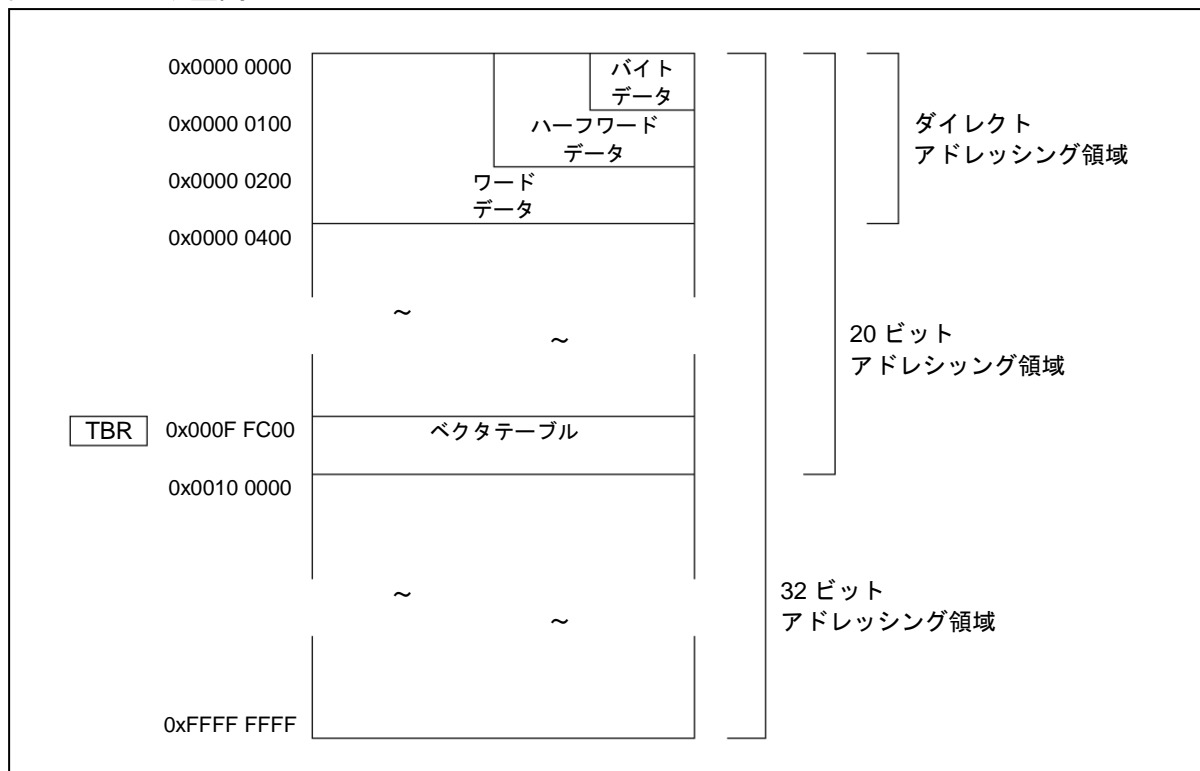 0x0000 0000
バイト
データ
0x0000 0100
ハーフワード
データ
0x0000 0200
ワード
データ
0x0000 0400
ダイレクト
アドレッシング領域
~
~
20 ビット
アドレシッング領域
TBR 0x000F FC00 ベクタテーブル
0x0010 0000
~
~
32 ビット
アドレッシング領域
0xFFFF FFFF